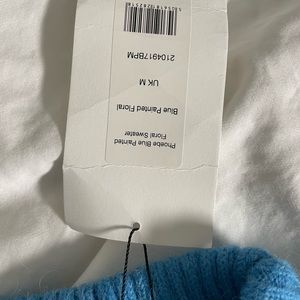 Phoebe Blue Painted
Floral Sweater
Blue Painted Floral
UK M
2104917BPM